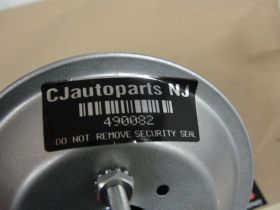 CJautoparts NJ
490082
DO NOT REMOVE SECURITY SEAL